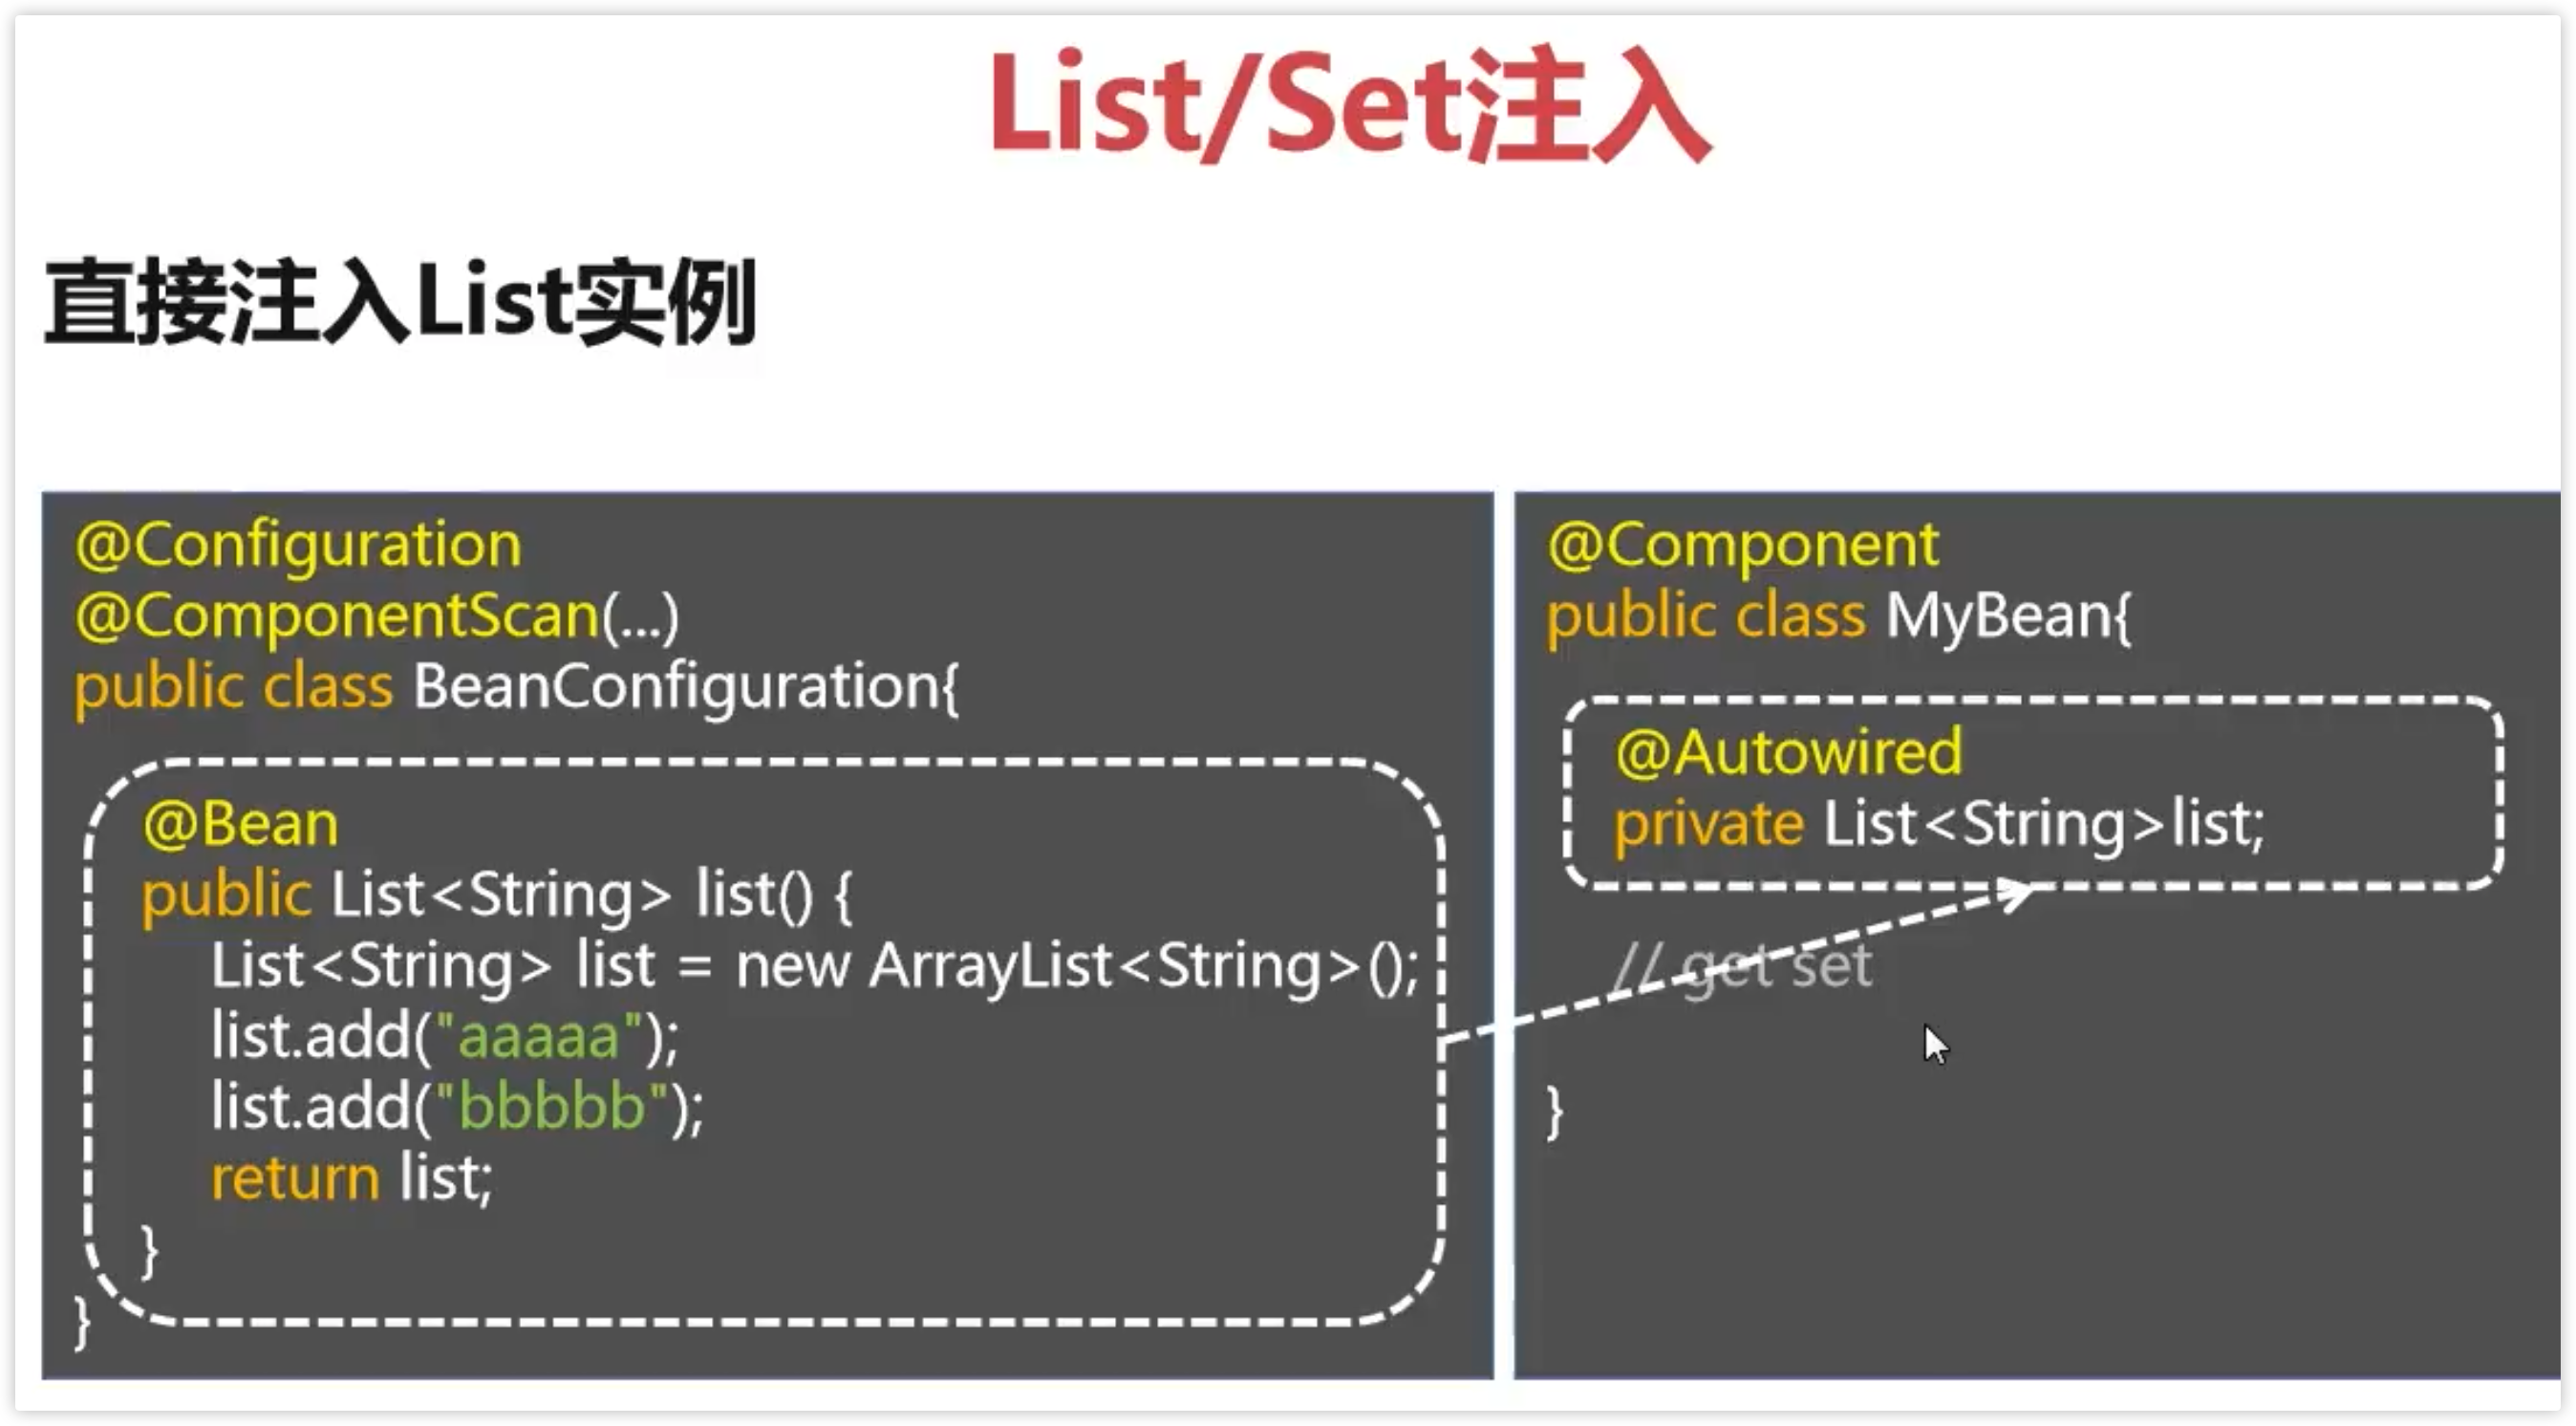 List/Set注入
直接注入List实例
@Configuration
@ComponentScan(...)
public class BeanConfiguration{
@Bean
public List<String> list() {
List<String> list = new ArrayList<String>();
list.add("aaaaa");
list.add("bbbbb");
return list;
}
}
@Component
public class MyBean{
@Autowired
private List<String>list;
// get set
}